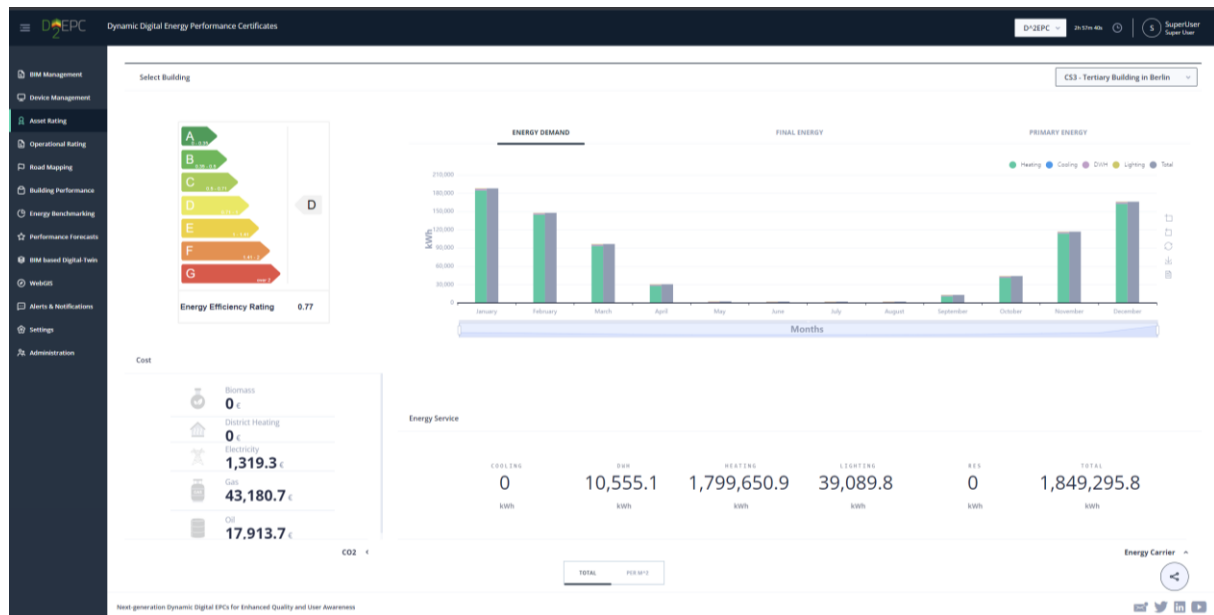 D^2EPC
Dynamic Digital Energy Performance Certificates
D^2EPC
2h 57m 40s
S
SuperUser
Super User
BIM Management
Device Management
Asset Rating
Operational Rating
Road Mapping
Building Performance
Energy Benchmarking
Performance Forecasts
BIM based Digital-Twin
WebGIS
Alerts & Notifications
Settings
Administration
Select Building
CS3 - Tertiary Building in Berlin
A
B
C
D
E
F
G
D
Energy Efficiency Rating 0.77
ENERGY DEMAND
FINAL ENERGY
PRIMARY ENERGY
Heating Cooling DWH Lighting Total
kWh
210,000
180,000
150,000
120,000
90,000
60,000
30,000
0
January February March April May June July August September October November December
Months
Cost
Biomass
0 €
District Heating
0 €
Electricity
1,319.3 €
Gas
43,180.7 €
Oil
17,913.7 €
CO2
Energy Service
COOLING
0
kWh
DWH
10,555.1
kWh
HEATING
1,799,650.9
kWh
LIGHTING
39,089.8
kWh
RES
0
kWh
TOTAL
1,849,295.8
kWh
Energy Carrier
TOTAL PER M^2
Next-generation Dynamic Digital EPCs for Enhanced Quality and User Awareness